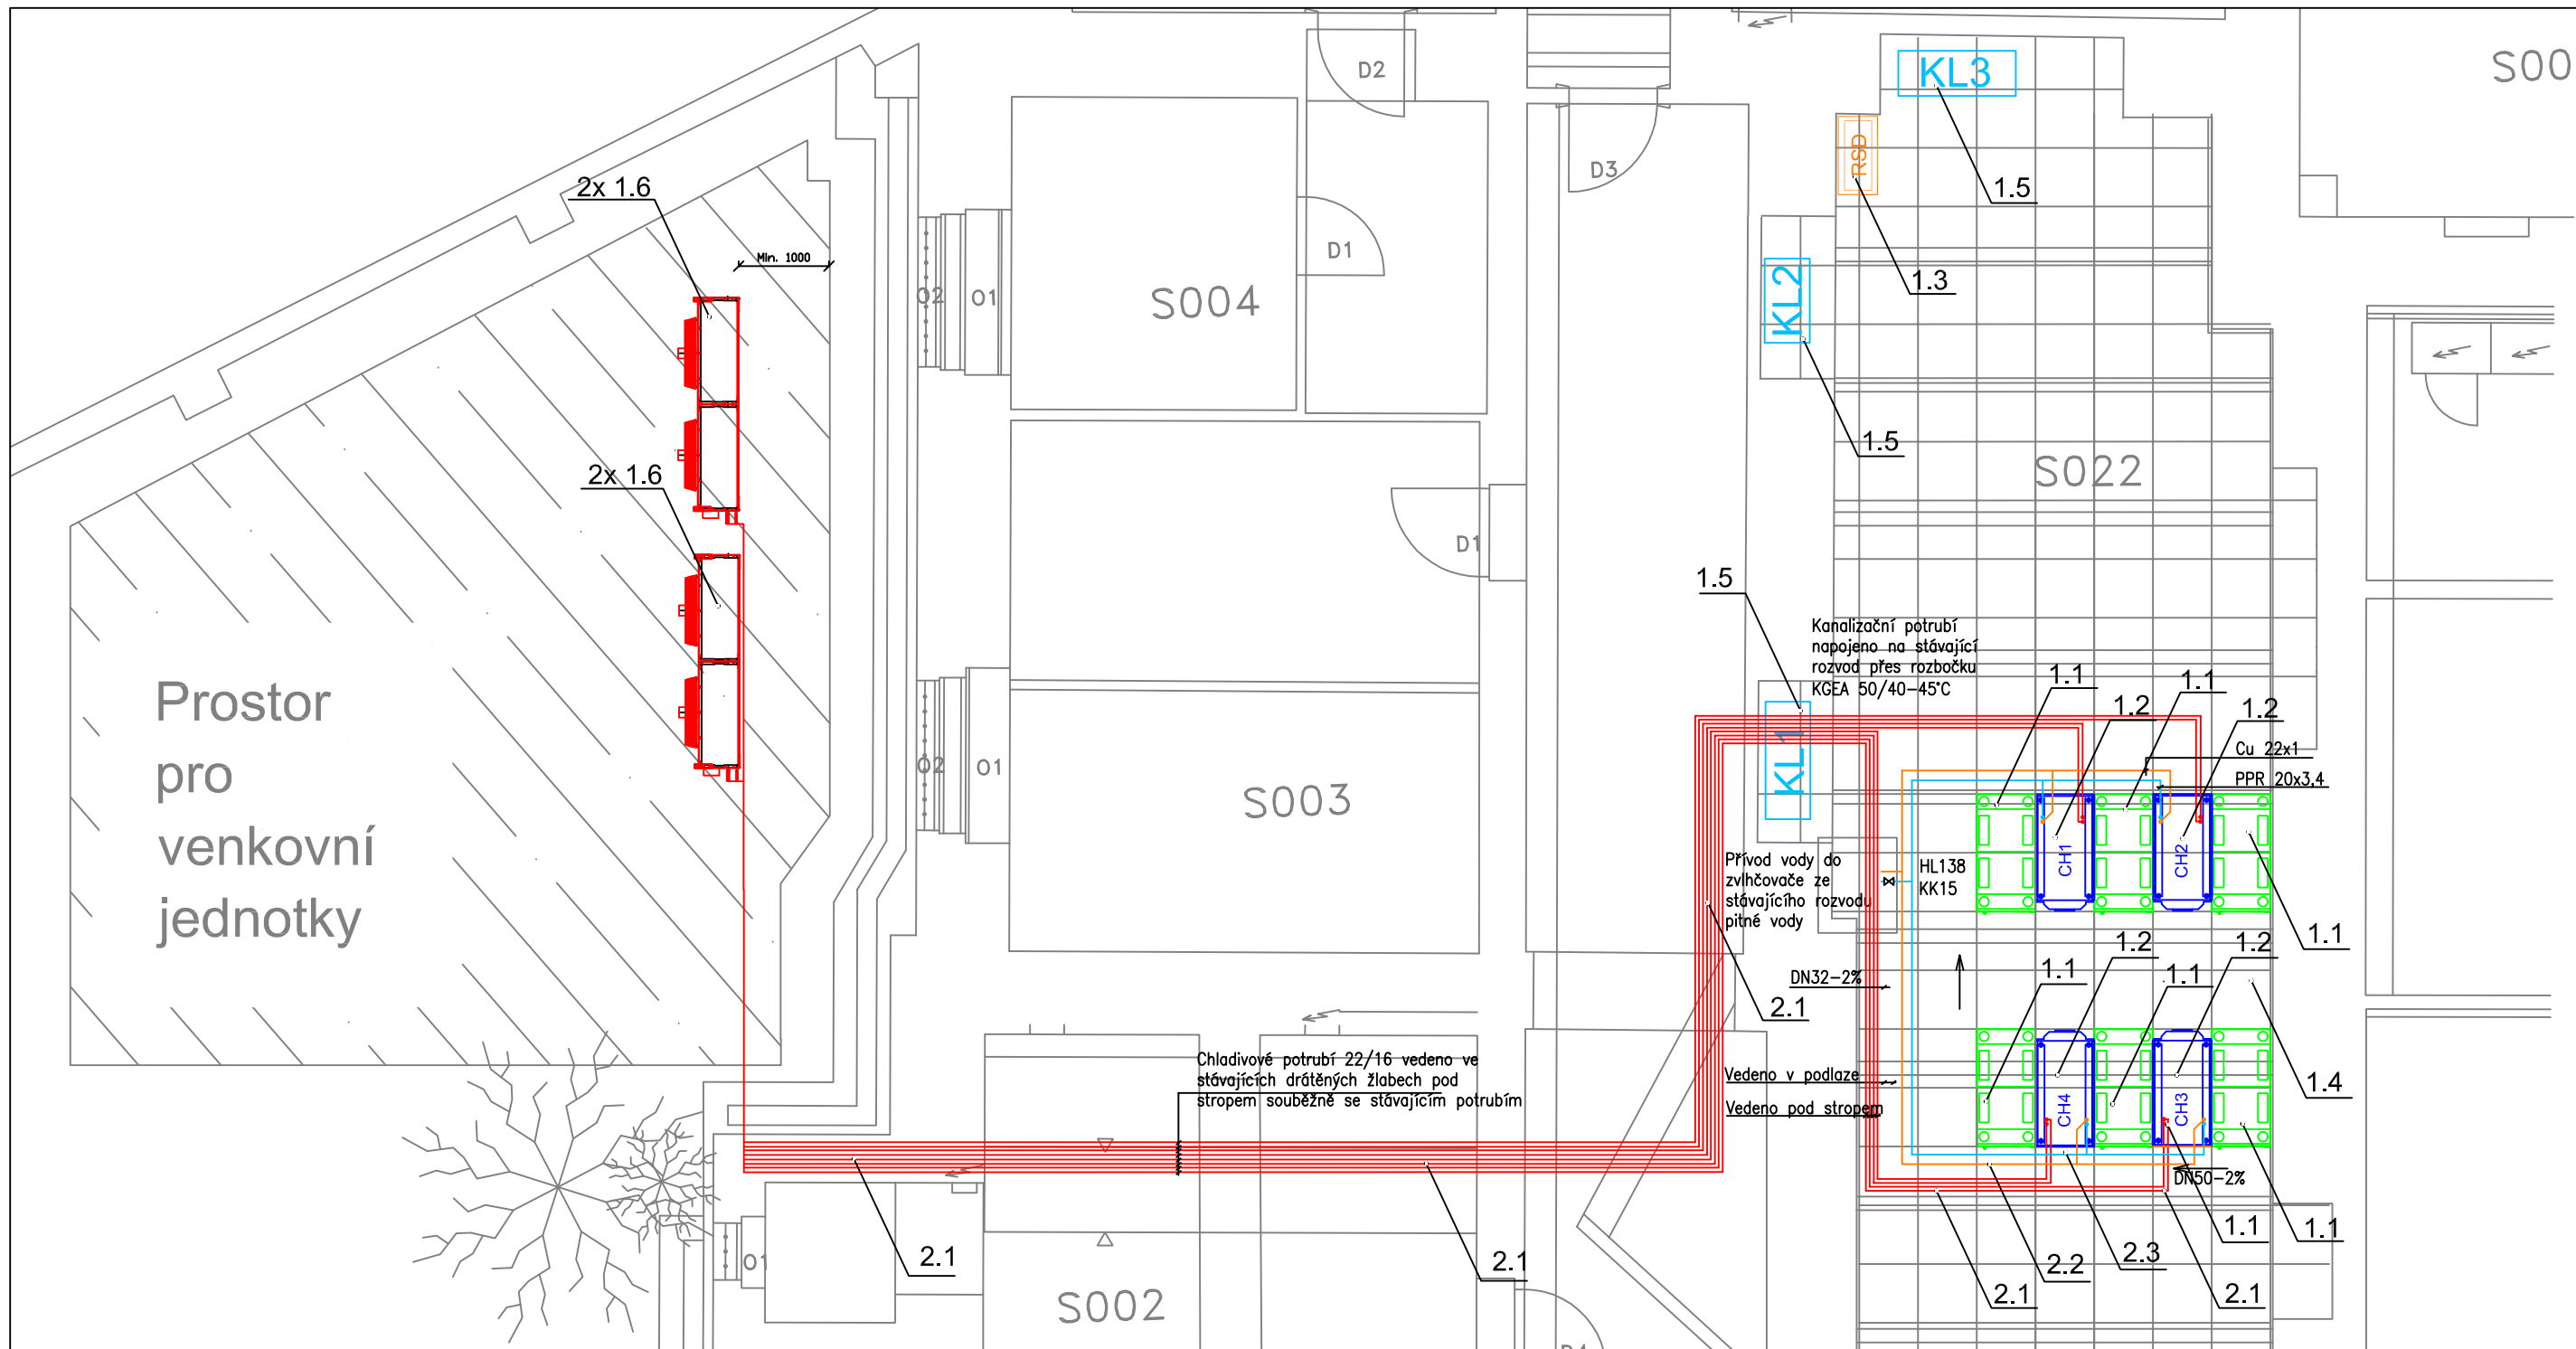 S00
KL3
D2
RSD
D3
2x 1.6
1.5
D1
Min. 1000
1.3
KL2
O2
O1
S004
1.5
2x 1.6
S022
D1
1.5
Kanalizační potrubí
napojeno na stávající
rozvod přes rozbočku
KGEA 50/40-45°C
1.1
1.1
1.2
1.2
Cu 22x1
PPR 20x3,4
Prostor
pro
venkovní
jednotky
O2
O1
S003
KL1
CH1
CH2
HL138
KK15
Přívod vody do
zvlhčovače ze
stávajícího rozvodu
pitné vody
1.1
1.2
1.2
1.1
1.1
DN32-2%
2.1
1.4
Chladivové potrubí 22/16 vedeno ve
stávajících drátěných žlabech pod
stropem souběžně se stávajícím potrubím
Vedeno v podlaze
Vedeno pod stropem
CH4
CH3
DN50-2%
1.1
1.1
2.1
2.1
2.2
2.3
2.1
2.1
O1
S002